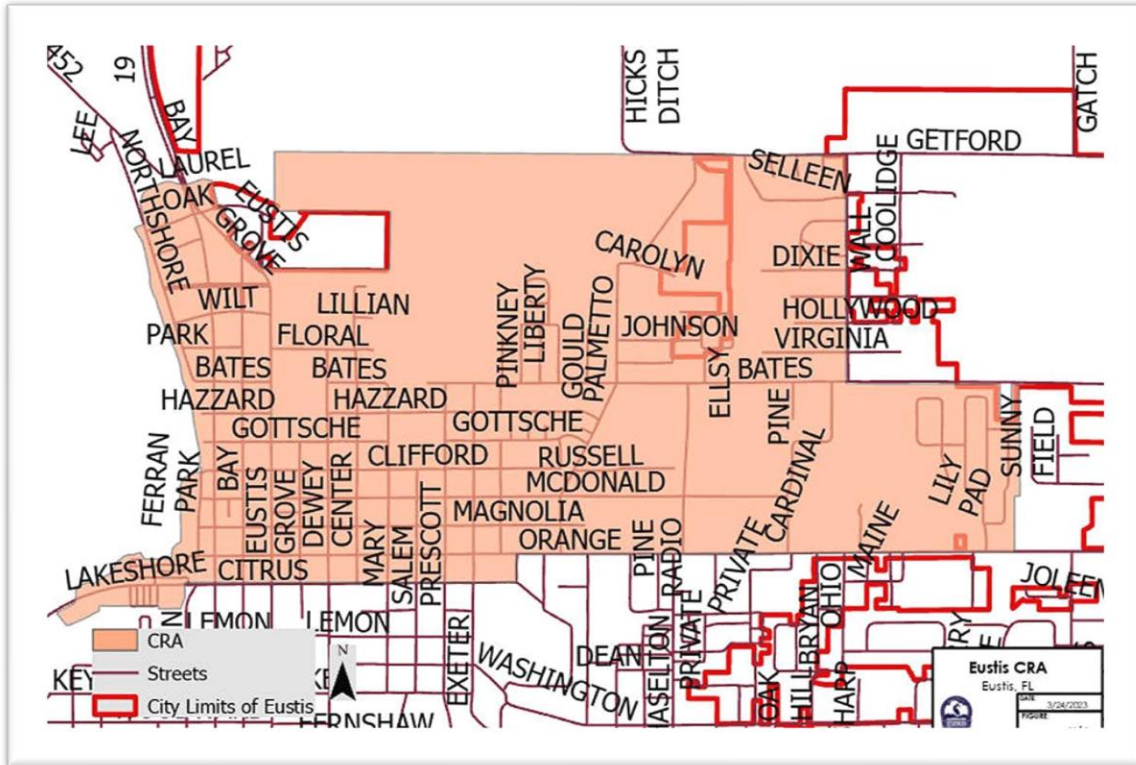 452
19
HICKS
DITCH
GATCH
LEE
BAY
GETFORD
NORTHSHORE
LAUREL
OAK
EUSTIS
GROVE
SELLEEN
COOLIDGE
WALL
CAROLYN
DIXIE
WILT
LILLIAN
PINKNEY
LIBERTY
GOULD
PALMETTO
HOLLYWOOD
PARK
FLORAL
JOHNSON
VIRGINIA
BATES
BATES
ELLSY
BATES
HAZZARD
HAZZARD
PINE
GOTTSCHE
GOTTSCHE
SUNNY
FIELD
FERRAN
PARK
BAY
EUSTIS
GROVE
DEWEY
CENTER
CLIFFORD
RUSSELL
CARDINAL
LILY
PAD
MCDONALD
MAGNOLIA
ORANGE
MARY
SALEM
PRESCOTT
PINE
RADIO
PRIVATE
MAINE
LAKESHORE
CITRUS
JOLEEN
LEMON
LEMON
EXETER
WASHINGTON
DEAN
PRIVATE
BRYAN
OHIO
OAK
HILL
HARP
CRA
Streets
City Limits of Eustis
N
Eustis CRA
Eustis, FL
DATE
3/24/2023
FIGURE